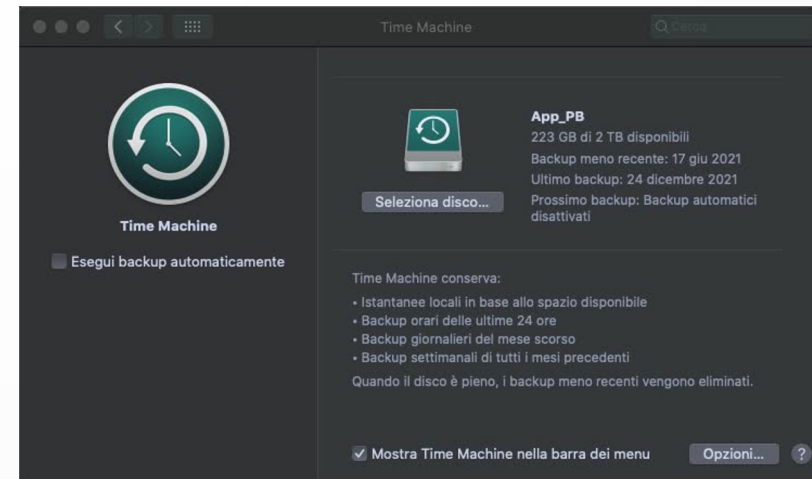 Time Machine
Cerca
Time Machine
Esegui backup automaticamente
Seleziona disco...
App_PB
223 GB di 2 TB disponibili
Backup meno recente: 17 giu 2021
Ultimo backup: 24 dicembre 2021
Prossimo backup: Backup automatici
disattivati
Time Machine conserva:
• Istantanee locali in base allo spazio disponibile
• Backup orari delle ultime 24 ore
• Backup giornalieri del mese scorso
• Backup settimanali di tutti i mesi precedenti
Quando il disco è pieno, i backup meno recenti vengono eliminati.
Mostra Time Machine nella barra dei menu
Opzioni...
?